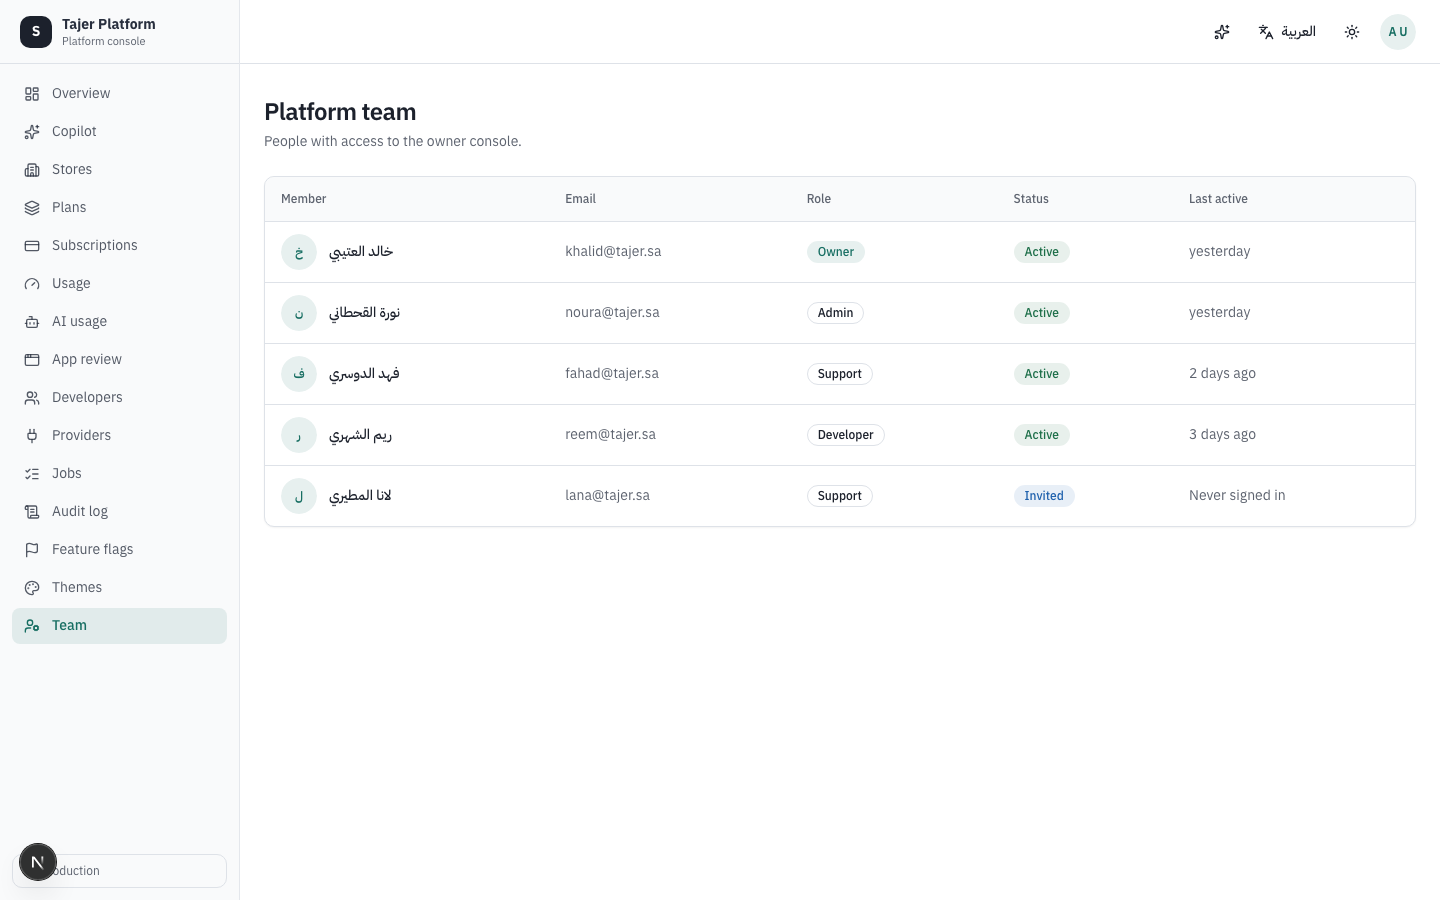 S
Tajer Platform
Platform console
Overview
Copilot
Stores
Plans
Subscriptions
Usage
AI usage
App review
Developers
Providers
Jobs
Audit log
Feature flags
Themes
Team
N
oduction
العربية
A U
Platform team
People with access to the owner console.
Member Email Role Status Last active
خ خالد العتيبي khalid@tajer.sa Owner Active yesterday
ن نورة القحطاني noura@tajer.sa Admin Active yesterday
ف فهد الدوسري fahad@tajer.sa Support Active 2 days ago
ر ريم الشهري reem@tajer.sa Developer Active 3 days ago
ل لانا المطيري lana@tajer.sa Support Invited Never signed in